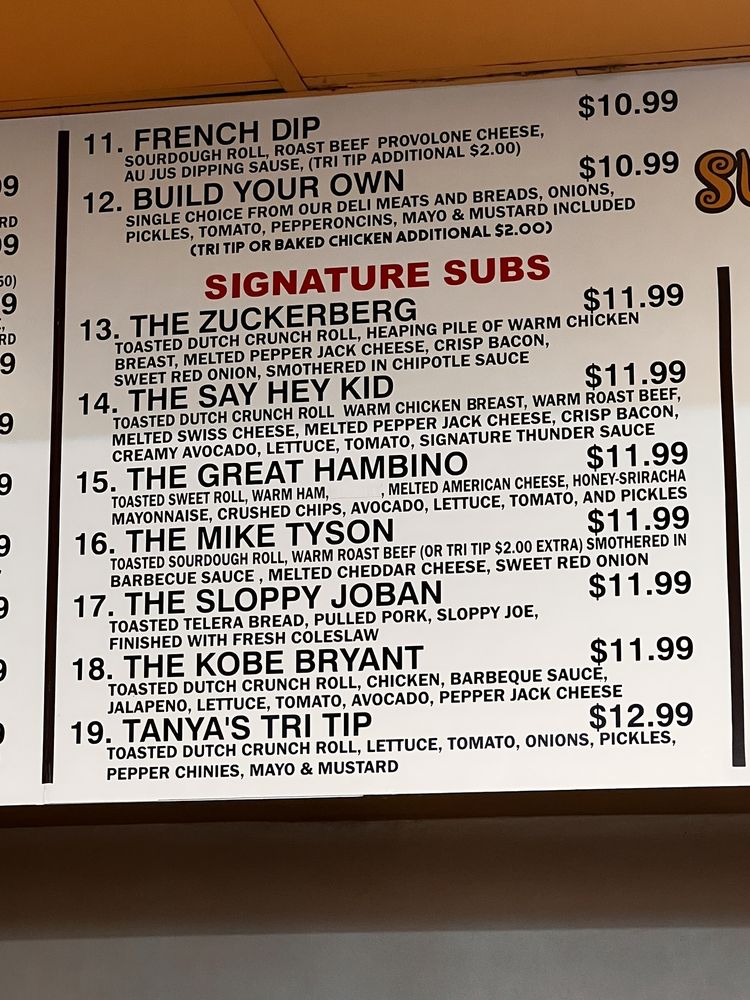 11. FRENCH DIP $10.99
SOURDOUGH ROLL, ROAST BEEF PROVOLONE CHEESE,
AU JUS DIPPING SAUSE, (TRI TIP ADDITIONAL $2.00)
12. BUILD YOUR OWN $10.99
SINGLE CHOICE FROM OUR DELI MEATS AND BREADS, ONIONS,
PICKLES, TOMATO, PEPPERONCINS, MAYO & MUSTARD INCLUDED
(TRI TIP OR BAKED CHICKEN ADDITIONAL $2.00)
SIGNATURE SUBS
13. THE ZUCKERBERG $11.99
TOASTED DUTCH CRUNCH ROLL, HEAPING PILE OF WARM CHICKEN
BREAST, MELTED PEPPER JACK CHEESE, CRISP BACON,
SWEET RED ONION, SMOTHERED IN CHIPOTLE SAUCE
14. THE SAY HEY KID $11.99
TOASTED DUTCH CRUNCH ROLL WARM CHICKEN BREAST, WARM ROAST BEEF,
MELTED SWISS CHEESE, MELTED PEPPER JACK CHEESE, CRISP BACON,
CREAMY AVOCADO, LETTUCE, TOMATO, SIGNATURE THUNDER SAUCE
15. THE GREAT HAMBINO $11.99
TOASTED SWEET ROLL, WARM HAM, , MELTED AMERICAN CHEESE, HONEY-SRIRACHA
MAYONNAISE, CRUSHED CHIPS, AVOCADO, LETTUCE, TOMATO, AND PICKLES
16. THE MIKE TYSON $11.99
TOASTED SOURDOUGH ROLL, WARM ROAST BEEF (OR TRI TIP $2.00 EXTRA) SMOTHERED IN
BARBECUE SAUCE , MELTED CHEDDAR CHEESE, SWEET RED ONION
17. THE SLOPPY JOBAN $11.99
TOASTED TELERA BREAD, PULLED PORK, SLOPPY JOE,
FINISHED WITH FRESH COLESLAW
18. THE KOBE BRYANT $11.99
TOASTED DUTCH CRUNCH ROLL, CHICKEN, BARBEQUE SAUCE,
JALAPENO, LETTUCE, TOMATO, AVOCADO, PEPPER JACK CHEESE
19. TANYA'S TRI TIP $12.99
TOASTED DUTCH CRUNCH ROLL, LETTUCE, TOMATO, ONIONS, PICKLES,
PEPPER CHINIES, MAYO & MUSTARD